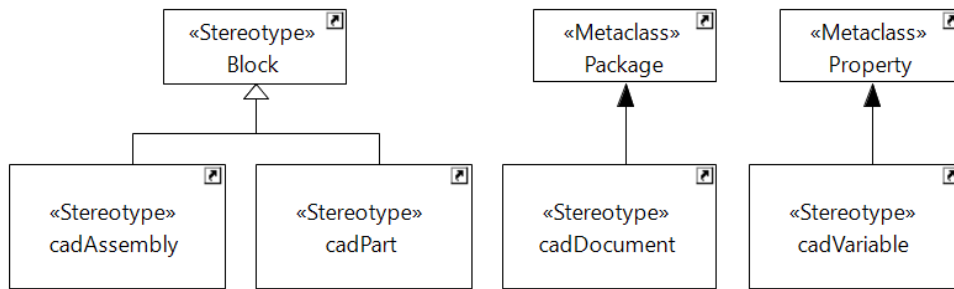 «Stereotype»
Block
«Metaclass»
Package
«Metaclass»
Property
«Stereotype»
cadAssembly
«Stereotype»
cadPart
«Stereotype»
cadDocument
«Stereotype»
cadVariable